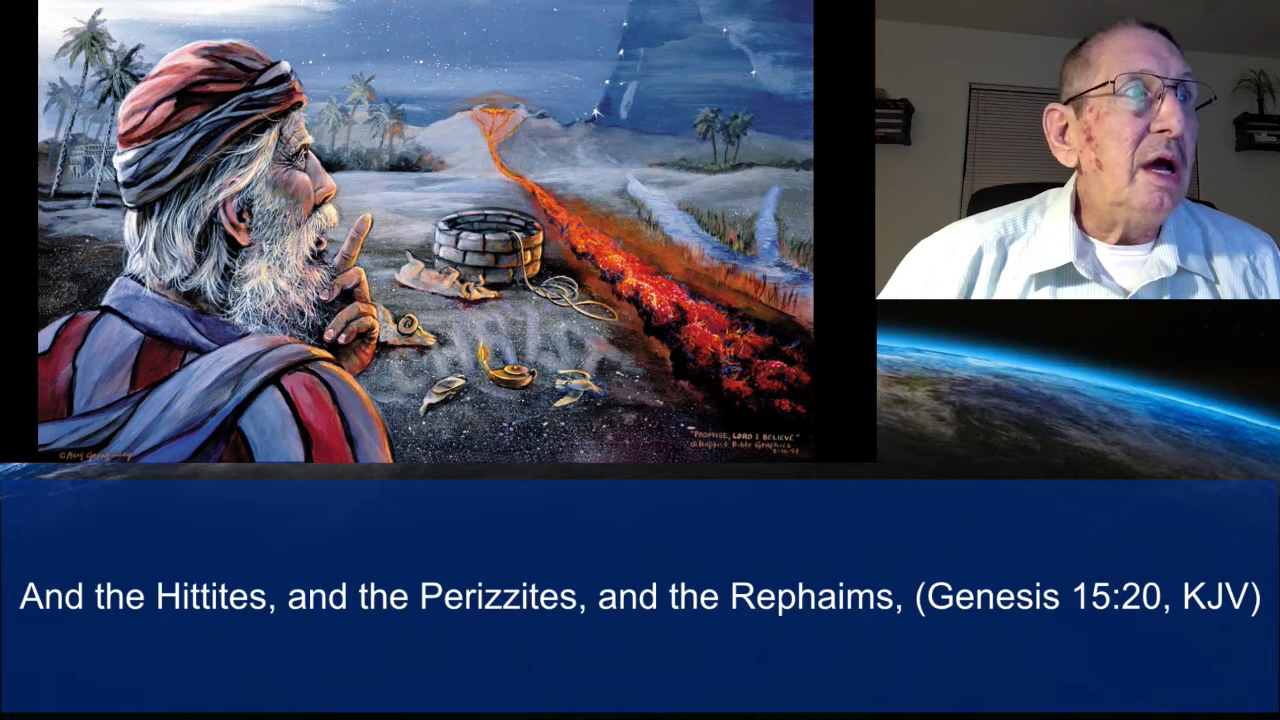 "PROMISE, LORD I BELIEVE"
And the Hittites, and the Perizzites, and the Rephaims, (Genesis 15:20, KJV)